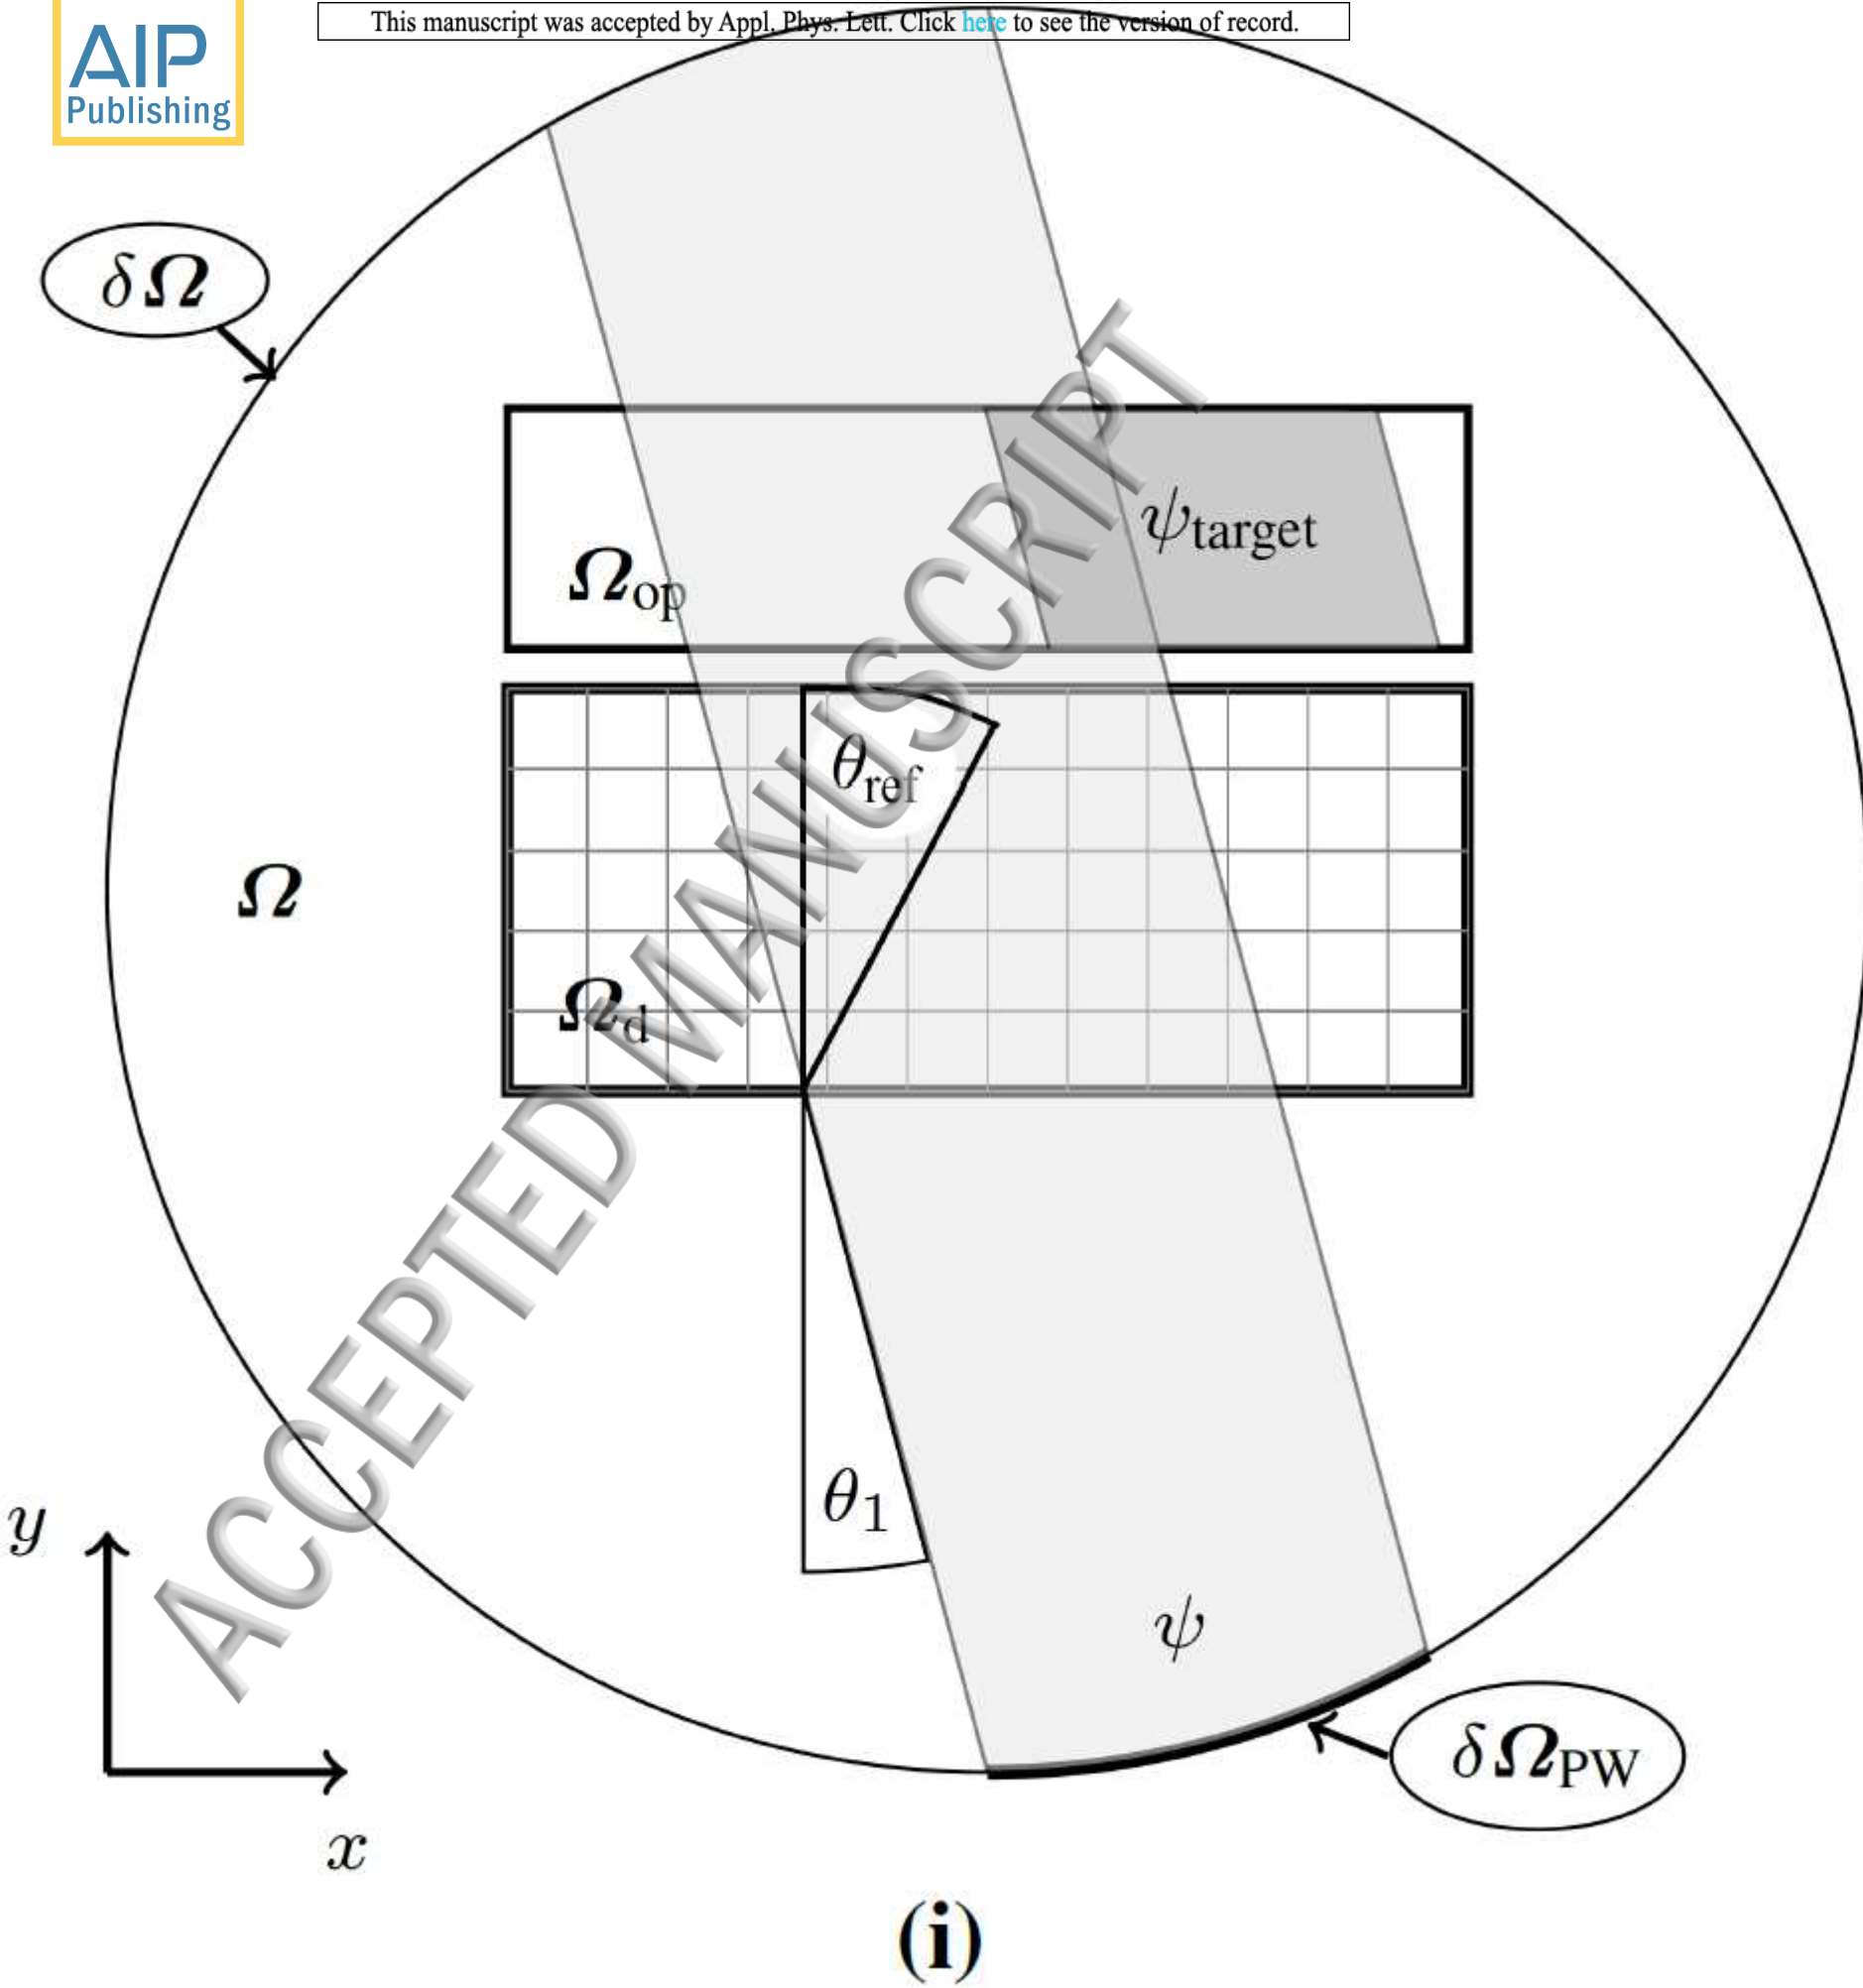 AIP
Publishing
This manuscript was accepted by Appl. Phys. Lett. Click here to see the version of record.
δΩ
ψtarget
Ωop
θref
Ω
Ωd
ACCEPTED MANUSCRIPT
θ1
y
ψ
δΩPW
x
(i)